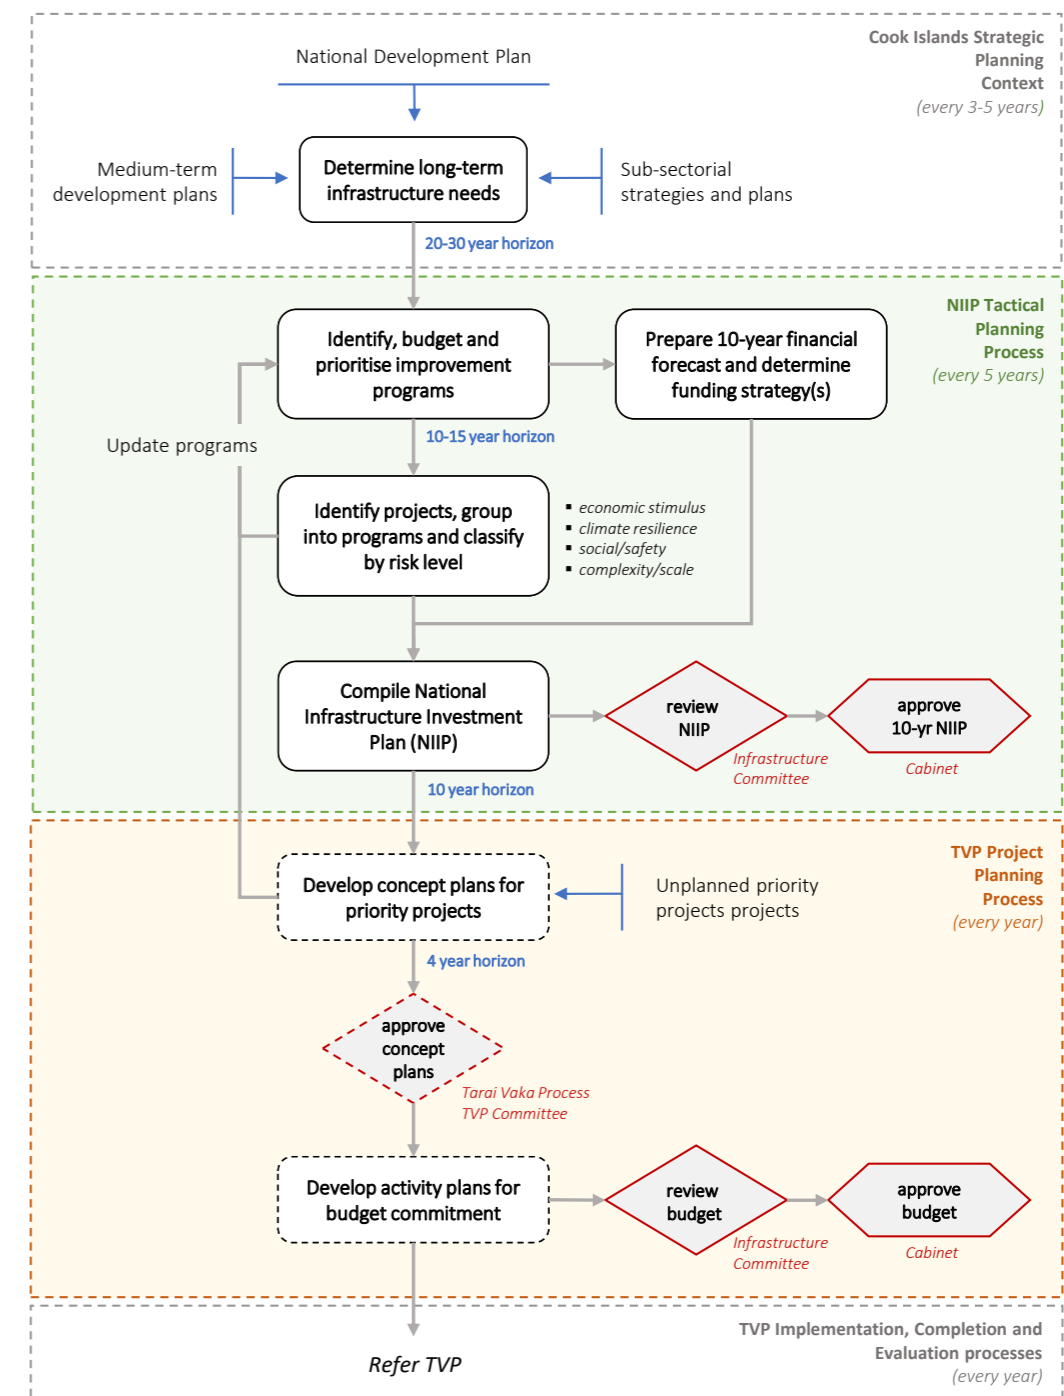 Cook Islands Strategic
Planning
Context
(every 3-5 years)
National Development Plan
Medium-term
development plans
Determine long-term
infrastructure needs
Sub-sectorial
strategies and plans
20-30 year horizon
NIIP Tactical
Planning
Process
(every 5 years)
Identify, budget and
prioritise improvement
programs
Prepare 10-year financial
forecast and determine
funding strategy(s)
10-15 year horizon
Update programs
Identify projects, group
into programs and classify
by risk level
▪ economic stimulus
▪ climate resilience
▪ social/safety
▪ complexity/scale
Compile National
Infrastructure Investment
Plan (NIIP)
review
NIIP
Infrastructure
Committee
approve
10-yr NIIP
Cabinet
10 year horizon
TVP Project
Planning
Process
(every year)
Develop concept plans for
priority projects
Unplanned priority
projects projects
4 year horizon
approve
concept
plans
Tarai Vaka Process
TVP Committee
Develop activity plans for
budget commitment
review
budget
Infrastructure
Committee
approve
budget
Cabinet
TVP Implementation, Completion and
Evaluation processes
(every year)
Refer TVP